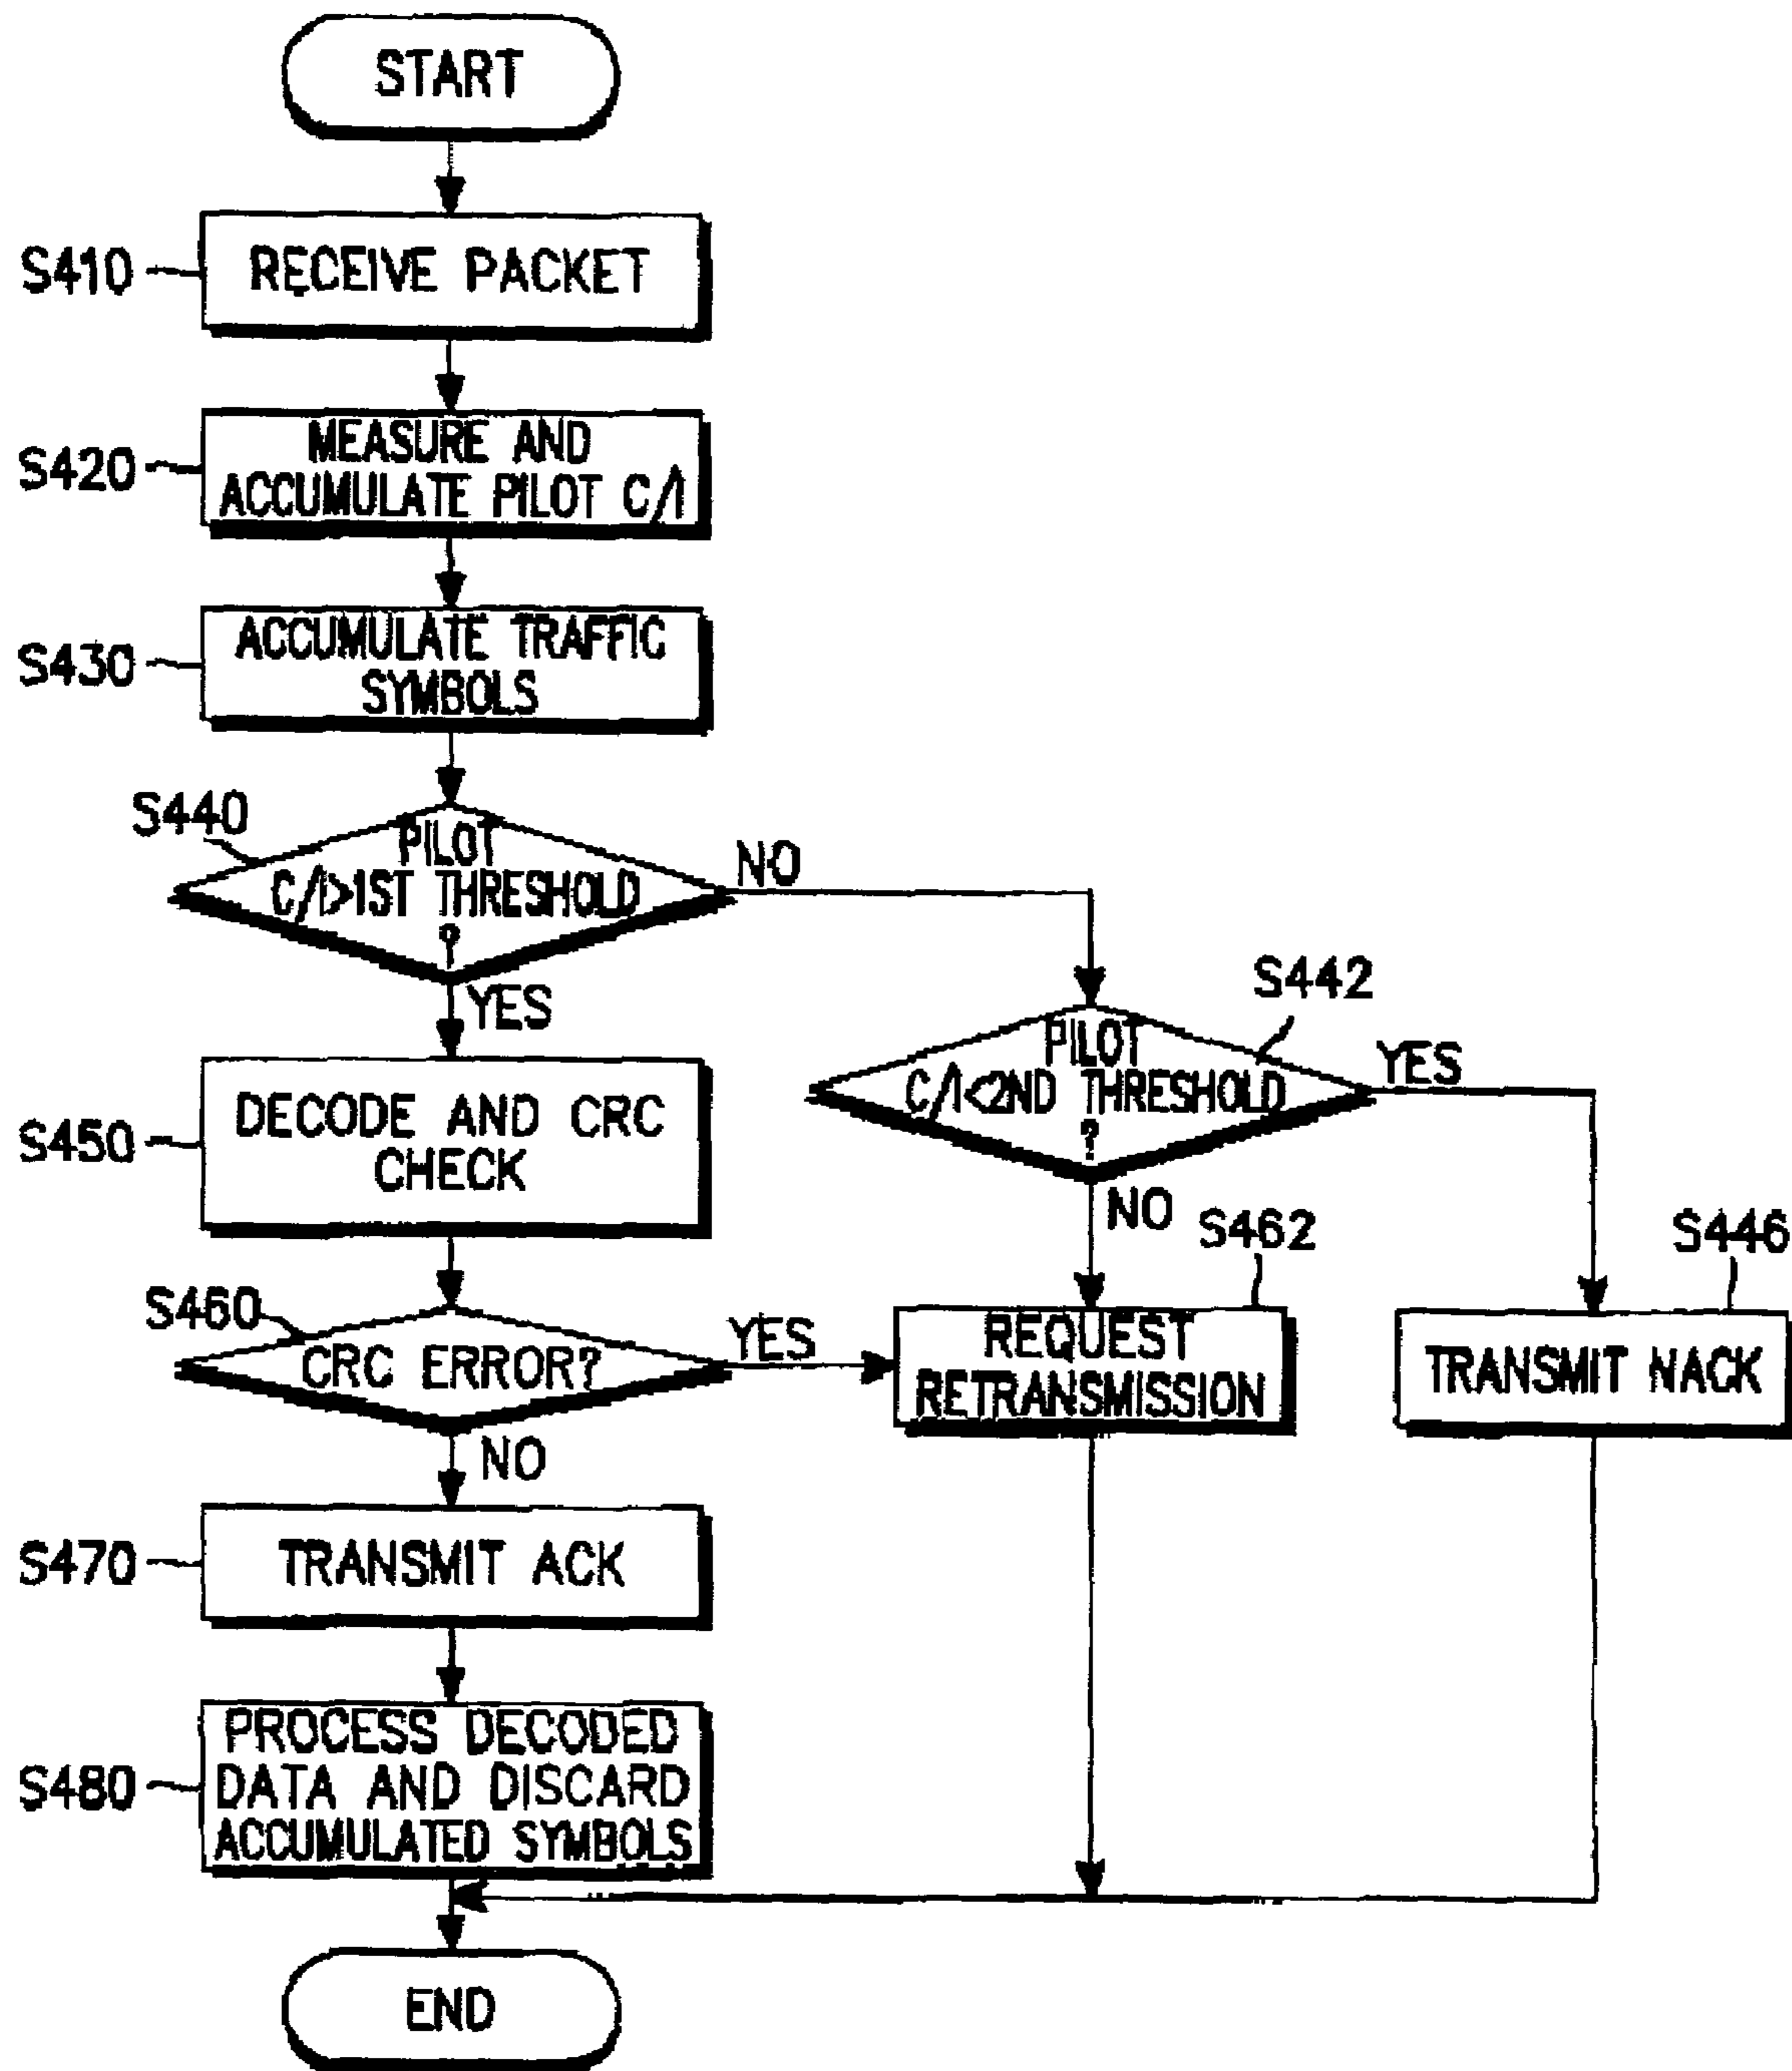 START
S410
RECEIVE PACKET
S420
MEASURE AND
ACCUMULATE PILOT C/I
S430
ACCUMULATE TRAFFIC
SYMBOLS
S440
PILOT
C/I>1ST THRESHOLD
?
NO
YES
S442
PILOT
C/I<2ND THRESHOLD
?
YES
NO
S450
DECODE AND CRC
CHECK
S460
CRC ERROR?
YES
NO
S462
REQUEST
RETRANSMISSION
S446
TRANSMIT NACK
S470
TRANSMIT ACK
S480
PROCESS DECODED
DATA AND DISCARD
ACCUMULATED SYMBOLS
END